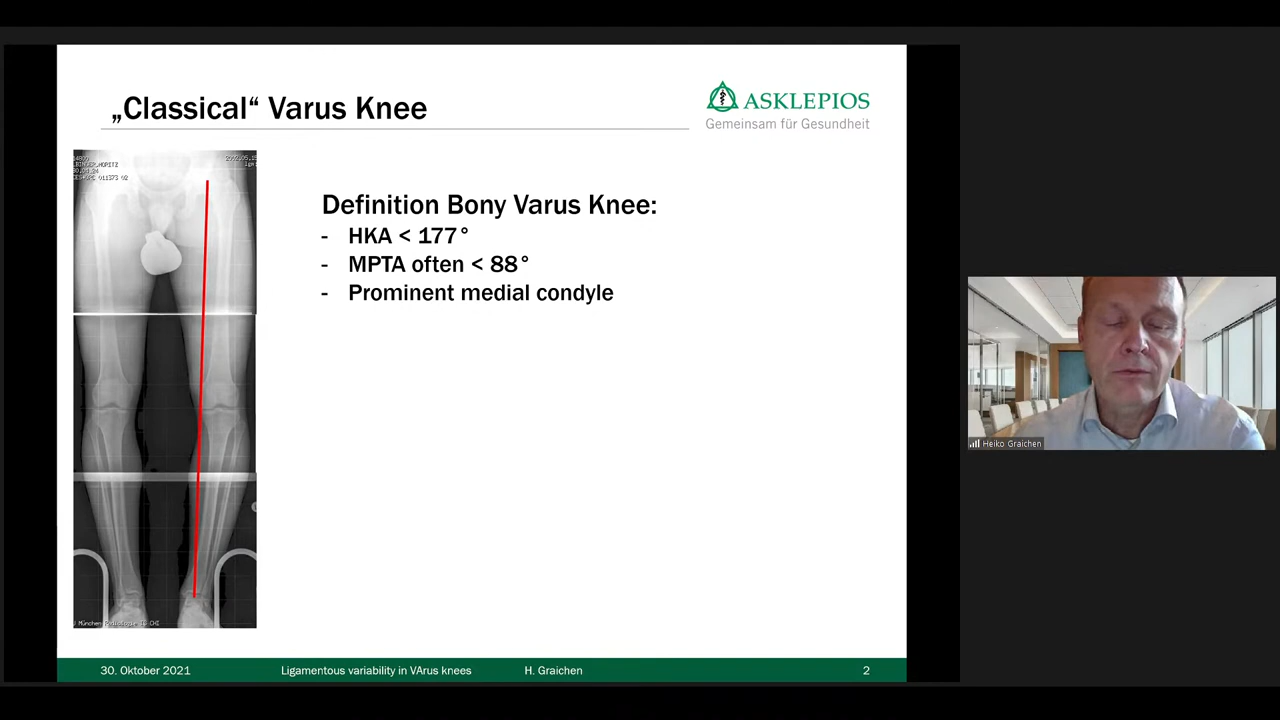 „Classical“ Varus Knee
ASKLEPIOS
Gemeinsam für Gesundheit
Definition Bony Varus Knee:
- HKA < 177°
- MPTA often < 88°
- Prominent medial condyle
Heiko Graichen
30. Oktober 2021
Ligamentous variability in VArus knees
H. Graichen
2